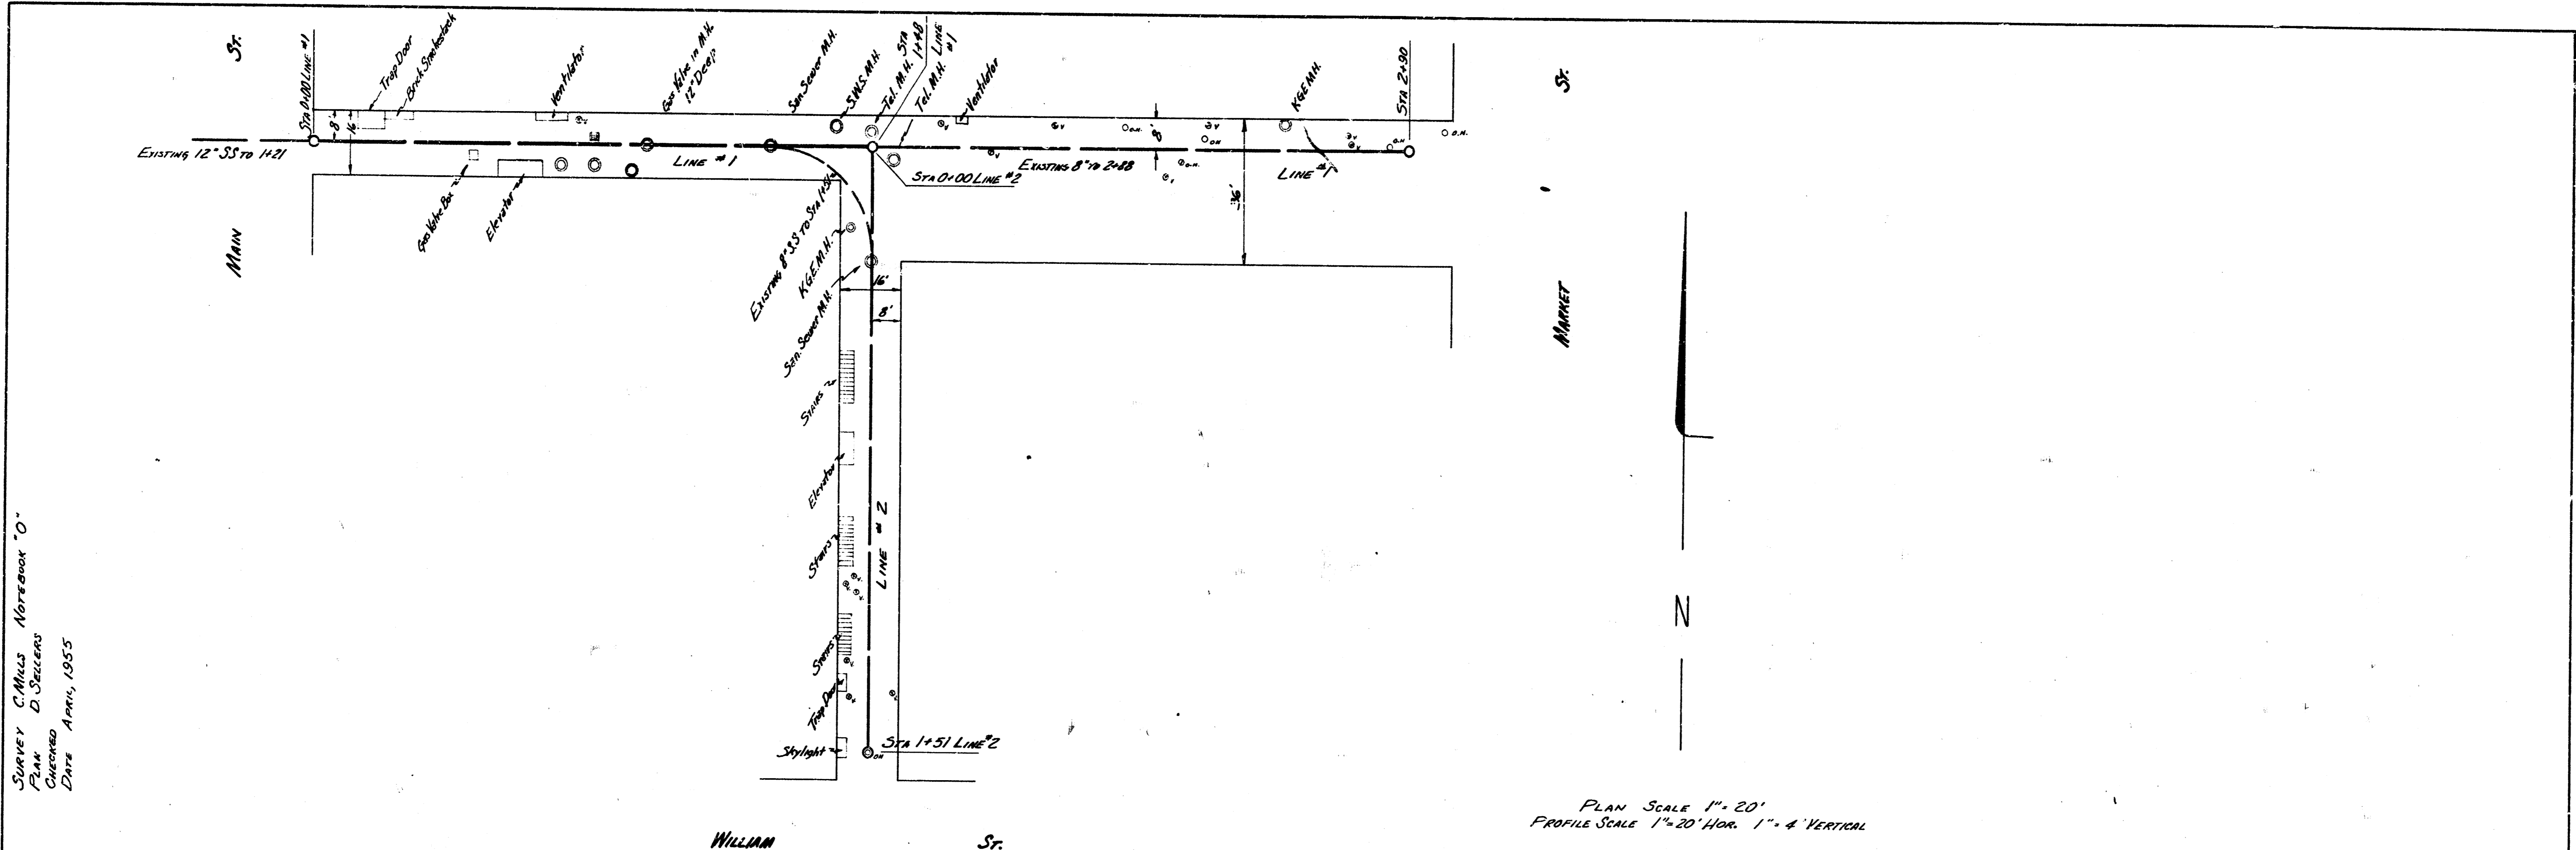 MAIN ST.
STA 0+00 LINE #1
Trap Door
Brick Smokestack
Ventilator
Gas Valve in M.H.
12" Deep
San Sewer M.H.
S.W.S. M.H.
Tel. M.H.
STA 1+48
LINE #1
Tel. M.H.
Ventilator
KGE MH.
STA 2+90
ST.
8'
16'
EXISTING 12" SS TO 1+21
LINE #1
EXISTING 8" TO 2+88
8'
LINE #1
O.H.
O.H.
O.H.
O.H.
O.H.
STA 0+00 LINE #2
36'
Gas Valve Box
Elevator
EXISTING 8" S.S TO STA 1+51
K.G.E. M.H.
San. Sewer M.H.
16'
8'
MARKET
STAIRS
Elevator
Stairs
LINE #2
Stairs
Trap Door
Skylight
O.H.
STA 1+51 LINE #2
N
SURVEY C. MILLS NOTEBOOK "O"
PLAN D. SELLERS
CHECKED
DATE APRIL, 1955
PLAN SCALE 1" = 20'
PROFILE SCALE 1" = 20' HOR. 1" = 4' VERTICAL
WILLIAM ST.